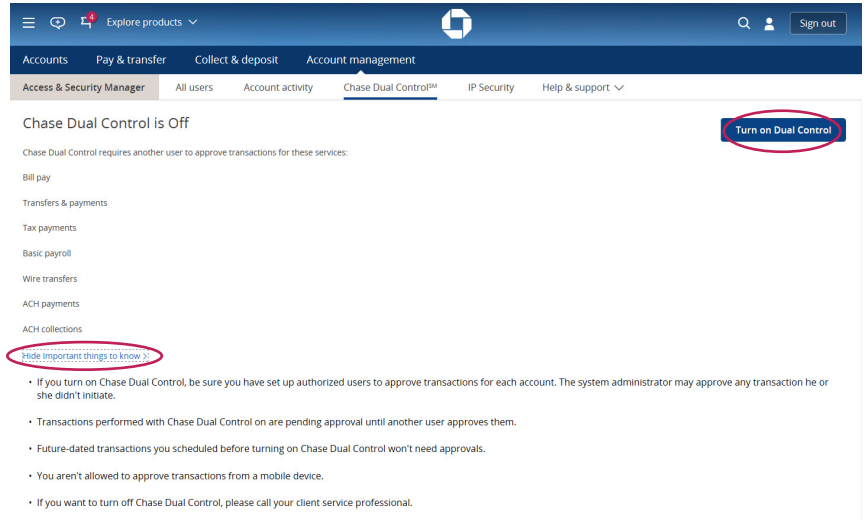 4
Explore products
Sign out
Accounts Pay & transfer Collect & deposit Account management
Access & Security Manager All users Account activity Chase Dual Control℠ IP Security Help & support
Chase Dual Control is Off
Turn on Dual Control
Chase Dual Control requires another user to approve transactions for these services:
Bill pay
Transfers & payments
Tax payments
Basic payroll
Wire transfers
ACH payments
ACH collections
Hide Important things to know
• If you turn on Chase Dual Control, be sure you have set up authorized users to approve transactions for each account. The system administrator may approve any transaction he or
she didn't initiate.
• Transactions performed with Chase Dual Control on are pending approval until another user approves them.
• Future-dated transactions you scheduled before turning on Chase Dual Control won't need approvals.
• You aren't allowed to approve transactions from a mobile device.
• If you want to turn off Chase Dual Control, please call your client service professional.